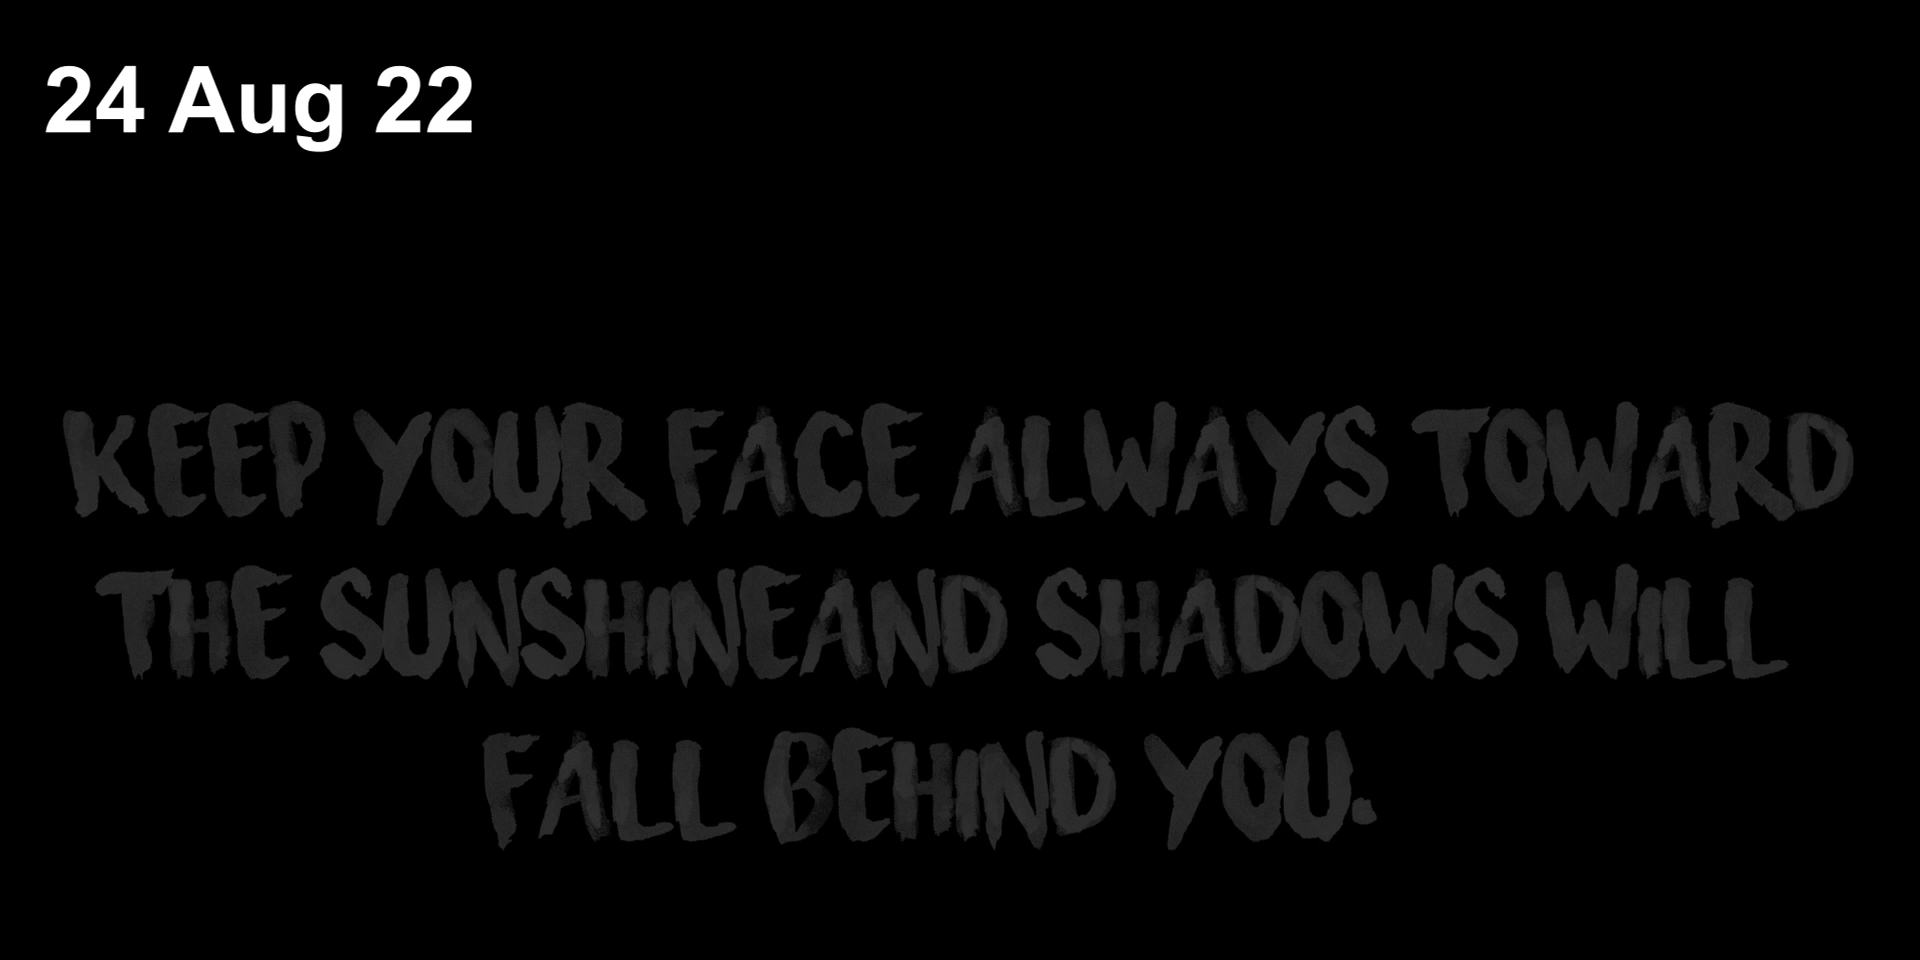 24 Aug 22
KEEP YOUR FACE ALWAYS TOWARD
THE SUNSHINEAND SHADOWS WILL
FALL BEHIND YOU.